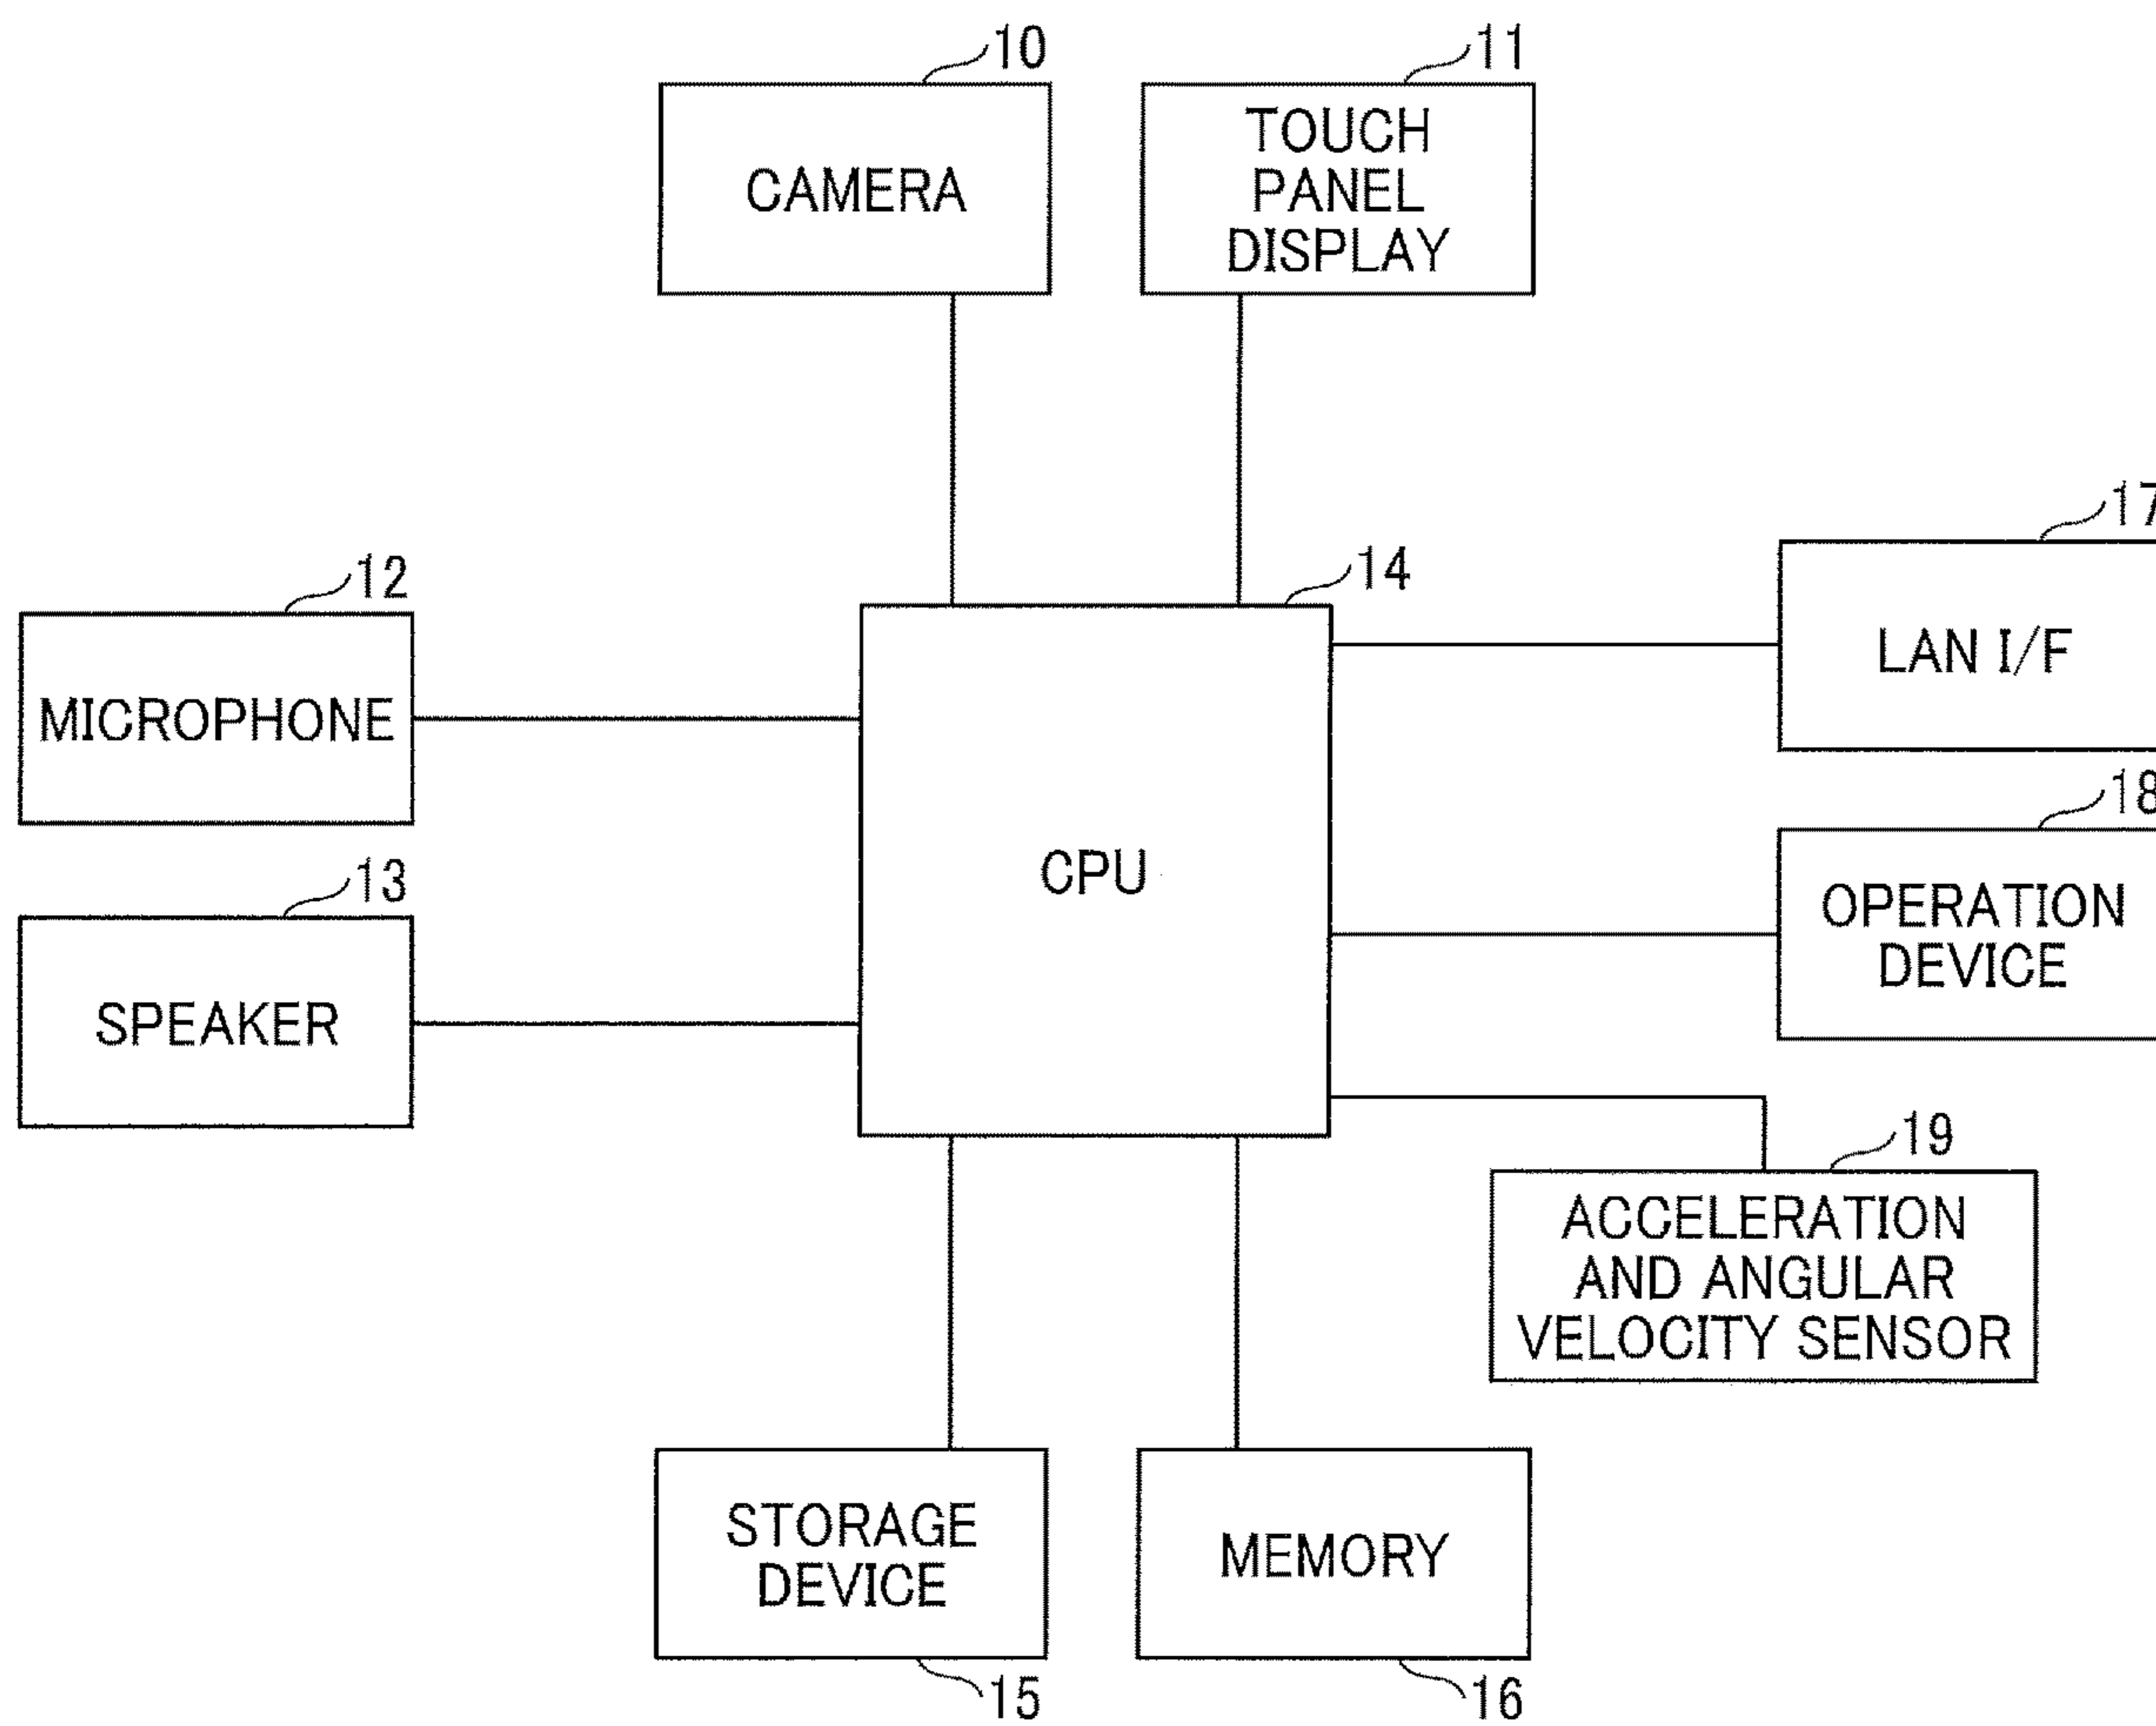 10
CAMERA
11
TOUCH
PANEL
DISPLAY
12
MICROPHONE
13
SPEAKER
14
CPU
17
LAN I/F
18
OPERATION
DEVICE
19
ACCELERATION
AND ANGULAR
VELOCITY SENSOR
STORAGE
DEVICE
15
MEMORY
16